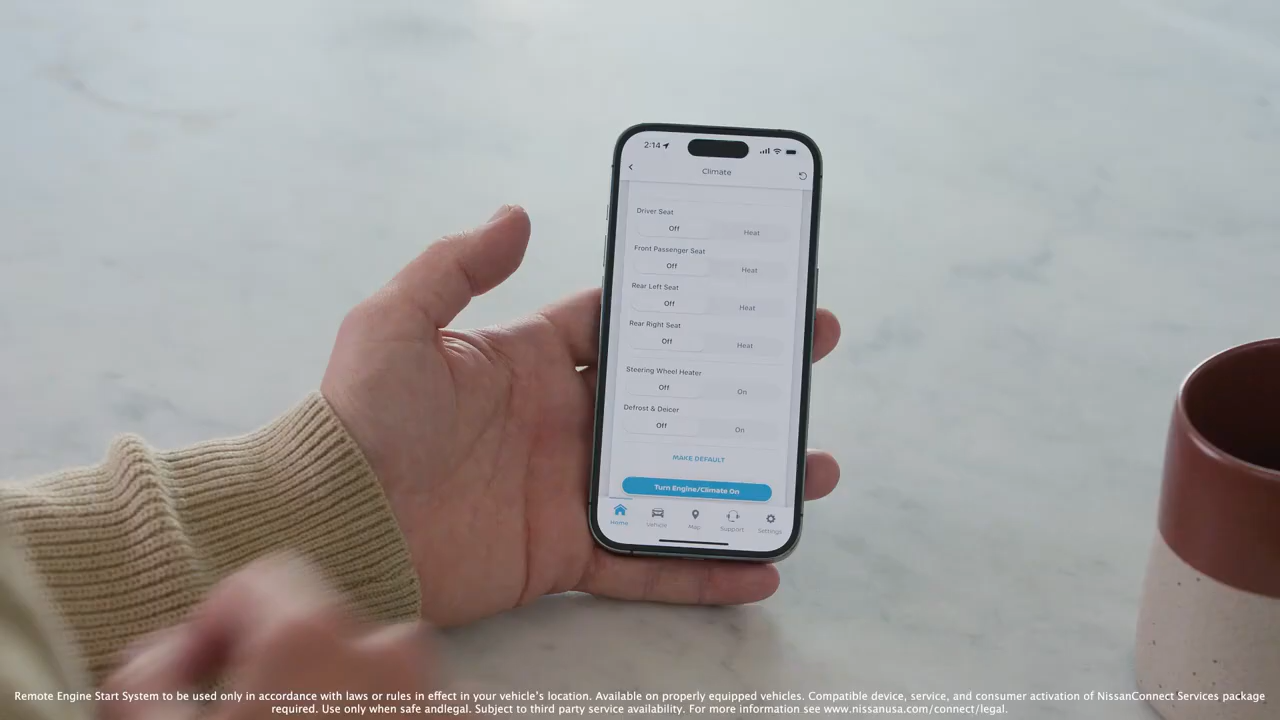 2:14
Climate
Driver Seat
Off Heat
Front Passenger Seat
Off Heat
Rear Left Seat
Off Heat
Rear Right Seat
Off Heat
Steering Wheel Heater
Off On
Defrost & Deicer
Off On
MAKE DEFAULT
Turn Engine/Climate On
Home Vehicle Map Support Settings
Remote Engine Start System to be used only in accordance with laws or rules in effect in your vehicle's location. Available on properly equipped vehicles. Compatible device, service, and consumer activation of NissanConnect Services package
required. Use only when safe andlegal. Subject to third party service availability. For more information see www.nissanusa.com/connect/legal.